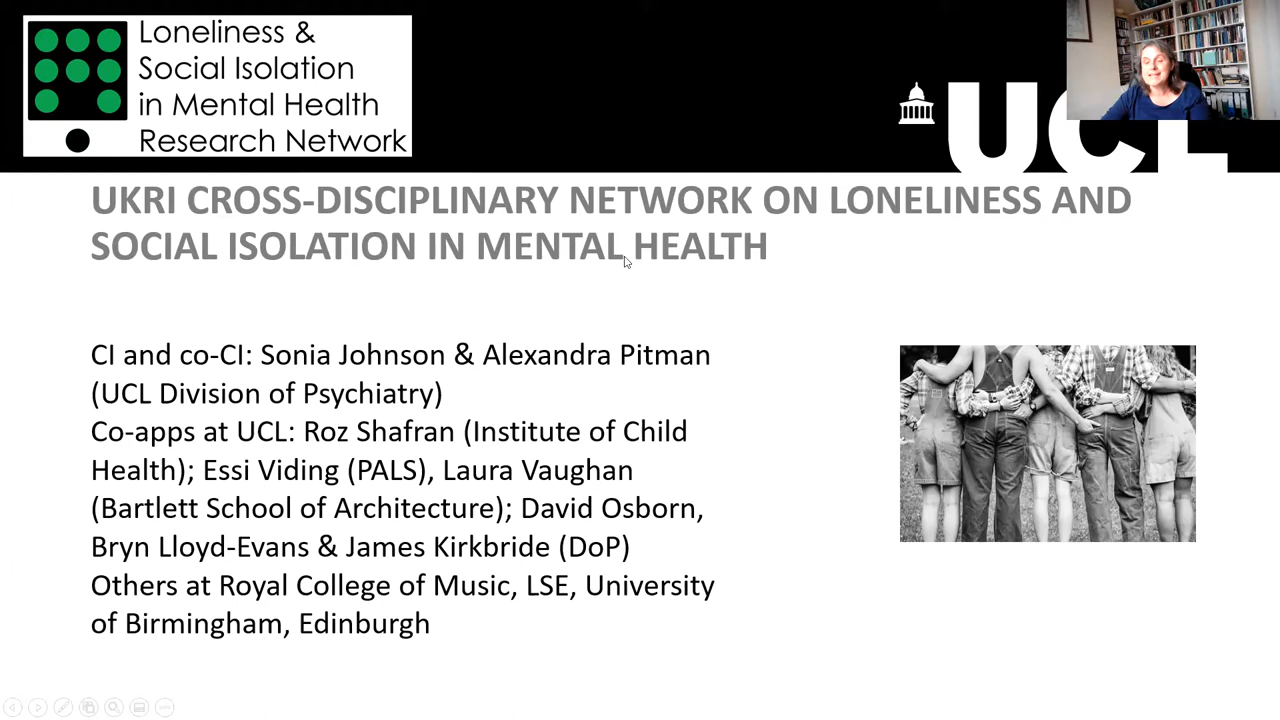 Loneliness &
Social Isolation
in Mental Health
Research Network
UCL
UKRI CROSS-DISCIPLINARY NETWORK ON LONELINESS AND
SOCIAL ISOLATION IN MENTAL HEALTH
CI and co-CI: Sonia Johnson & Alexandra Pitman
(UCL Division of Psychiatry)
Co-apps at UCL: Roz Shafran (Institute of Child
Health); Essi Viding (PALS), Laura Vaughan
(Bartlett School of Architecture); David Osborn,
Bryn Lloyd-Evans & James Kirkbride (DoP)
Others at Royal College of Music, LSE, University
of Birmingham, Edinburgh